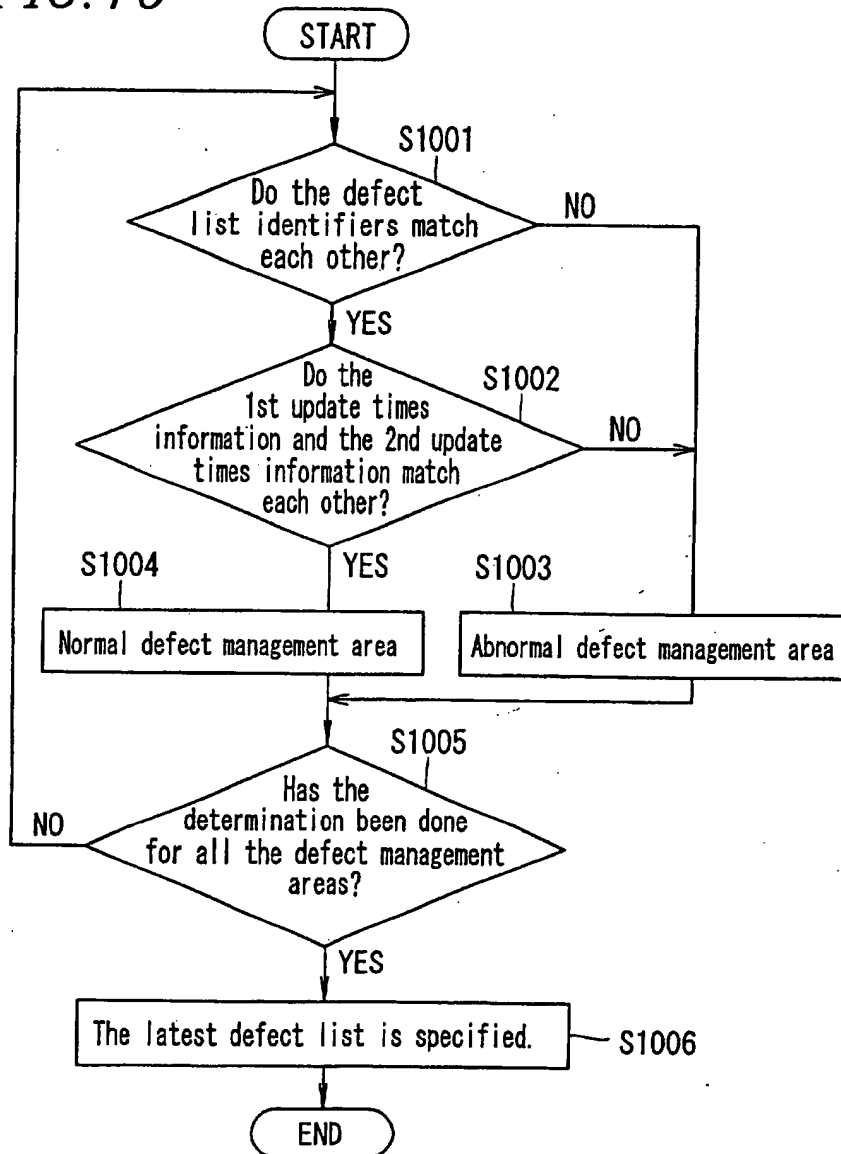 START
S1001
Do the defect
list identifiers match
each other?
NO
YES
S1002
Do the
1st update times
information and the 2nd update
times information match
each other?
NO
YES
S1004
S1003
Normal defect management area
Abnormal defect management area
S1005
Has the
determination been done
for all the defect management
areas?
NO
YES
The latest defect list is specified.
S1006
END